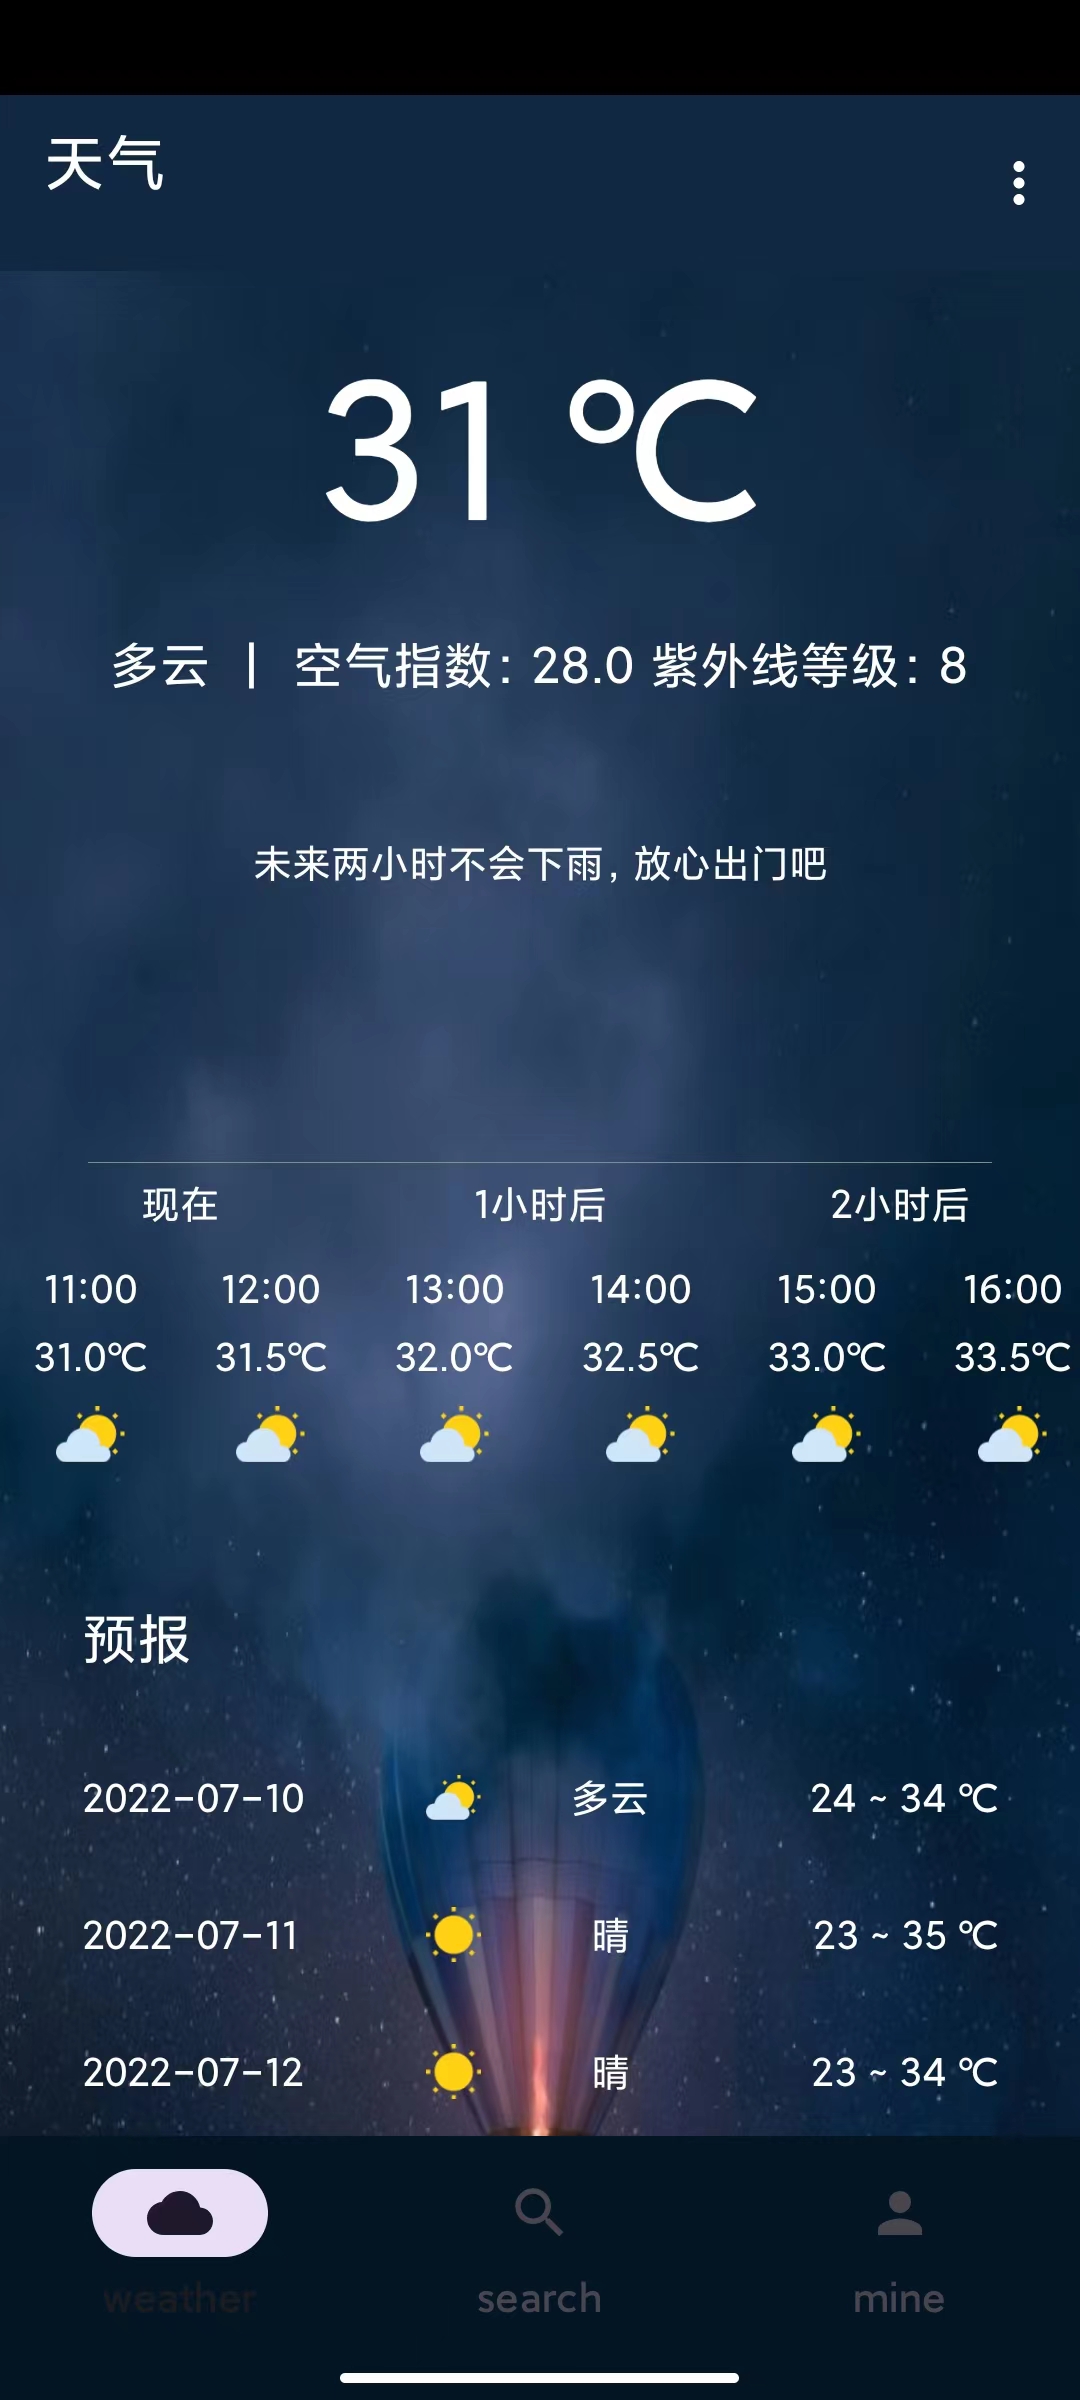 天气
31 ℃
多云 | 空气指数: 28.0 紫外线等级: 8
未来两小时不会下雨, 放心出门吧
现在 1小时后 2小时后
11:00 12:00 13:00 14:00 15:00 16:00
31.0℃ 31.5℃ 32.0℃ 32.5℃ 33.0℃ 33.5℃
预报
2022-07-10 多云 24 ~ 34 ℃
2022-07-11 晴 23 ~ 35 ℃
2022-07-12 晴 23 ~ 34 ℃
weather search mine